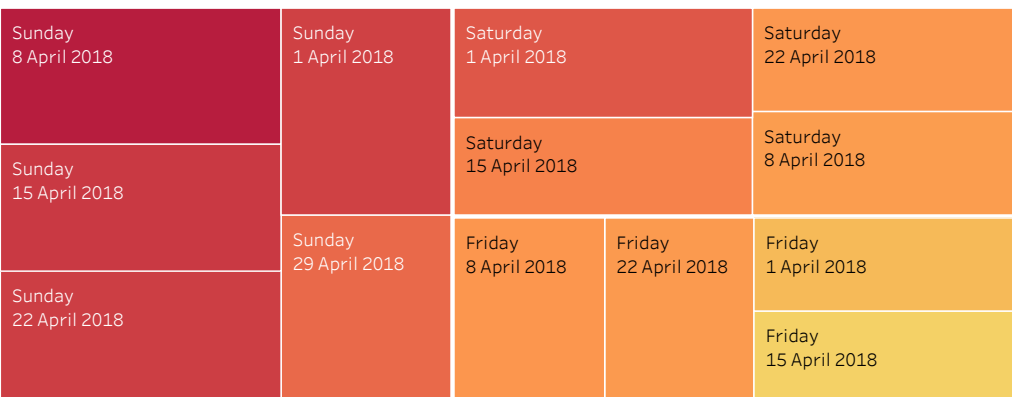 Sunday
8 April 2018
Sunday
15 April 2018
Sunday
22 April 2018
Sunday
1 April 2018
Sunday
29 April 2018
Saturday
1 April 2018
Saturday
15 April 2018
Saturday
22 April 2018
Saturday
8 April 2018
Friday
8 April 2018
Friday
22 April 2018
Friday
1 April 2018
Friday
15 April 2018